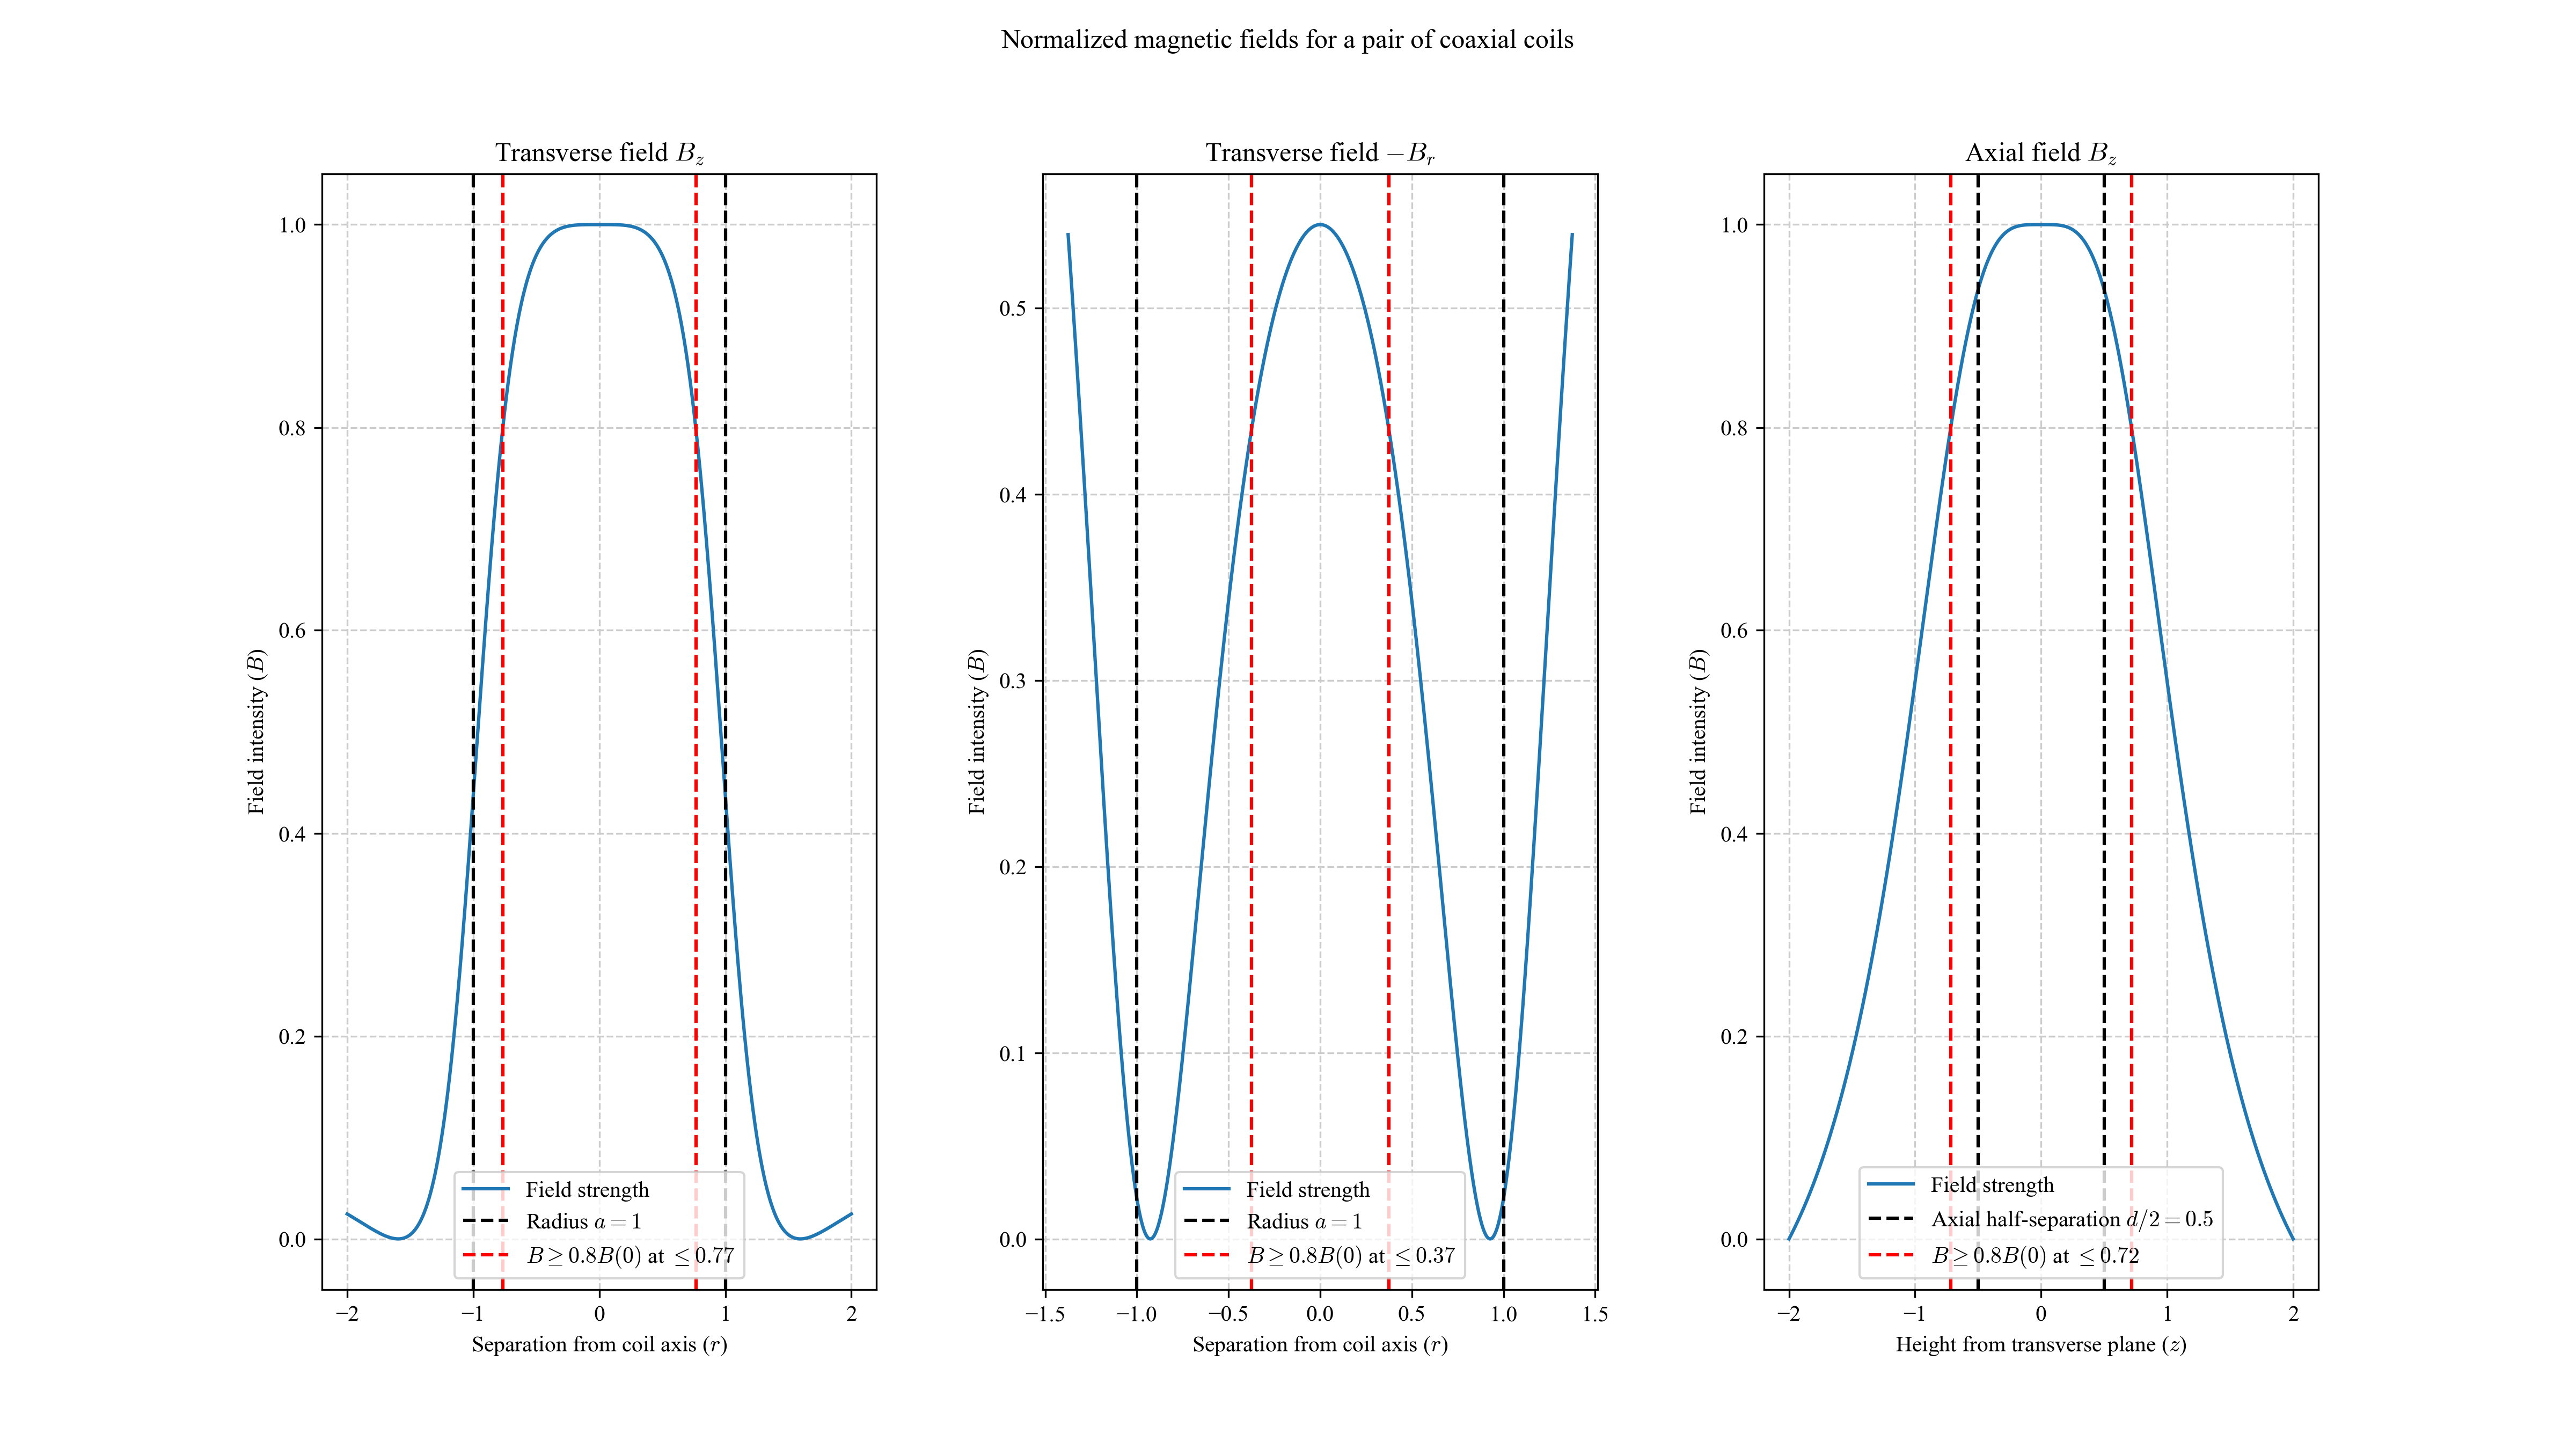 Normalized magnetic fields for a pair of coaxial coils
Transverse field B_z
1.0
0.8
0.6
0.4
0.2
0.0
Field intensity (B)
Field strength
Radius a = 1
B ≥ 0.8B(0) at ≤ 0.77
−2
−1
0
1
2
Separation from coil axis (r)
Transverse field −B_r
0.5
0.4
0.3
0.2
0.1
0.0
Field intensity (B)
Field strength
Radius a = 1
B ≥ 0.8B(0) at ≤ 0.37
−1.5
−1.0
−0.5
0.0
0.5
1.0
1.5
Separation from coil axis (r)
Axial field B_z
1.0
0.8
0.6
0.4
0.2
0.0
Field intensity (B)
Field strength
Axial half-separation d/2 = 0.5
B ≥ 0.8B(0) at ≤ 0.72
−2
−1
0
1
2
Height from transverse plane (z)